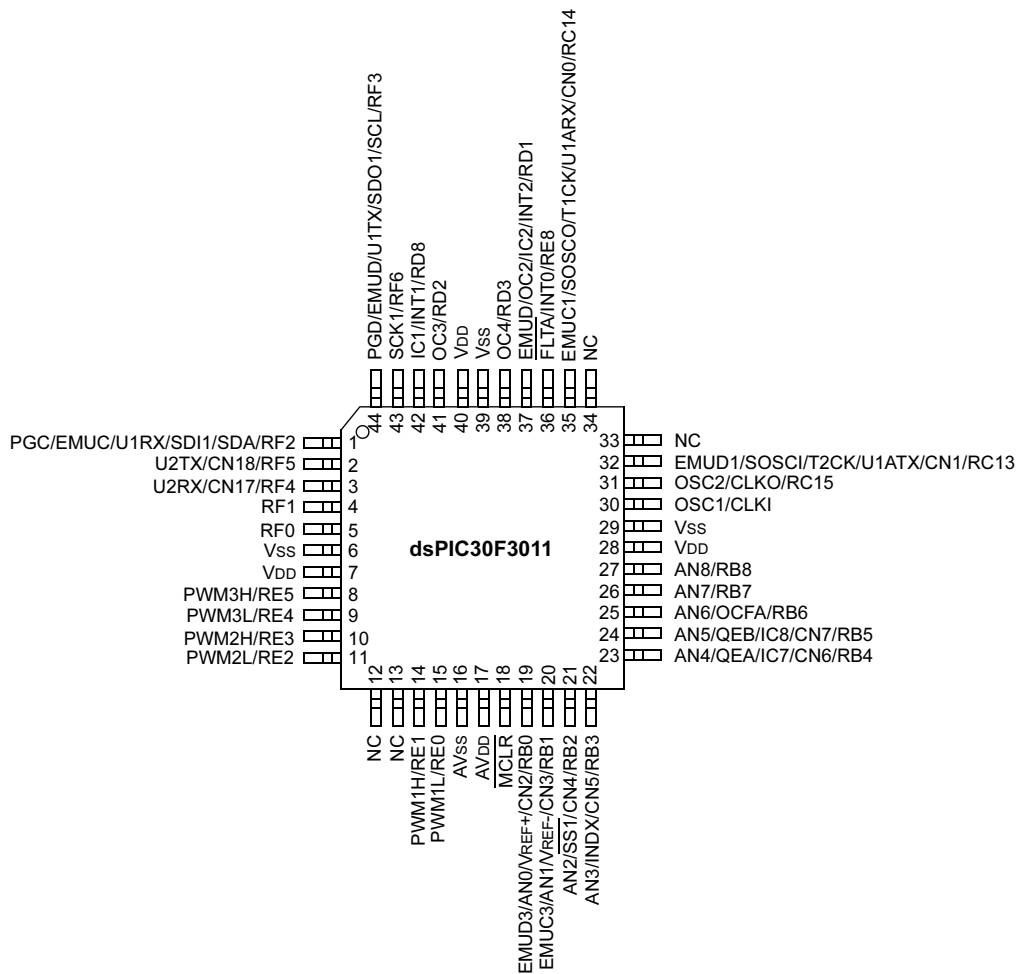 PGD/EMUD/U1TX/SDO1/SCL/RF3
SCK1/RF6
IC1/INT1/RD8
OC3/RD2
VDD
VSS
OC4/RD3
EMUD/OC2/IC2/INT2/RD1
FLTA/INT0/RE8
EMUC1/SOSCO/T1CK/U1ARX/CN0/RC14
NC
44
43
42
41
40
39
38
37
36
35
34
PGC/EMUC/U1RX/SDI1/SDA/RF2 1
U2TX/CN18/RF5 2
U2RX/CN17/RF4 3
RF1 4
RF0 5
VSS 6
VDD 7
PWM3H/RE5 8
PWM3L/RE4 9
PWM2H/RE3 10
PWM2L/RE2 11
dsPIC30F3011
33 NC
32 EMUD1/SOSCI/T2CK/U1ATX/CN1/RC13
31 OSC2/CLKO/RC15
30 OSC1/CLKI
29 VSS
28 VDD
27 AN8/RB8
26 AN7/RB7
25 AN6/OCFA/RB6
24 AN5/QEB/IC8/CN7/RB5
23 AN4/QEA/IC7/CN6/RB4
12
13
14
15
16
17
18
19
20
21
22
NC
NC
PWM1H/RE1
PWM1L/RE0
AVSS
AVDD
MCLR
EMUD3/AN0/VREF+/CN2/RB0
EMUC3/AN1/VREF-/CN3/RB1
AN2/SS1/CN4/RB2
AN3/INDX/CN5/RB3